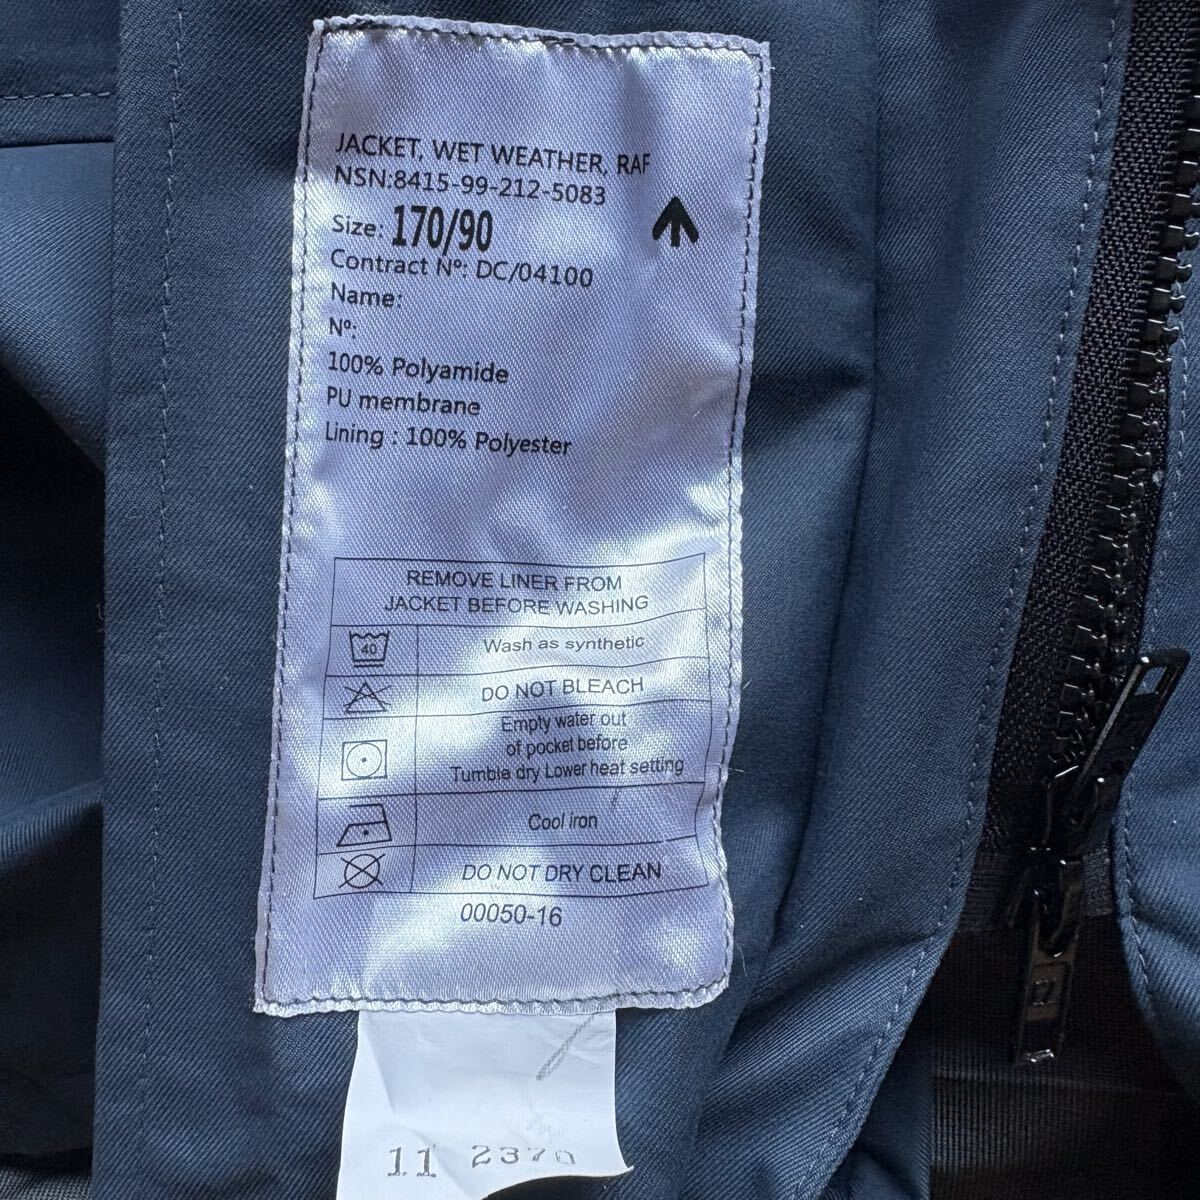 JACKET, WET WEATHER, RAF
NSN:8415-99-212-5083
Size: 170/90
Contract Nº: DC/04100
Name:
Nº:
100% Polyamide
PU membrane
Lining : 100% Polyester
REMOVE LINER FROM
JACKET BEFORE WASHING
40
Wash as synthetic
DO NOT BLEACH
Empty water out
of pocket before
Tumble dry Lower heat setting
Cool iron
DO NOT DRY CLEAN
00050-16
11 2370